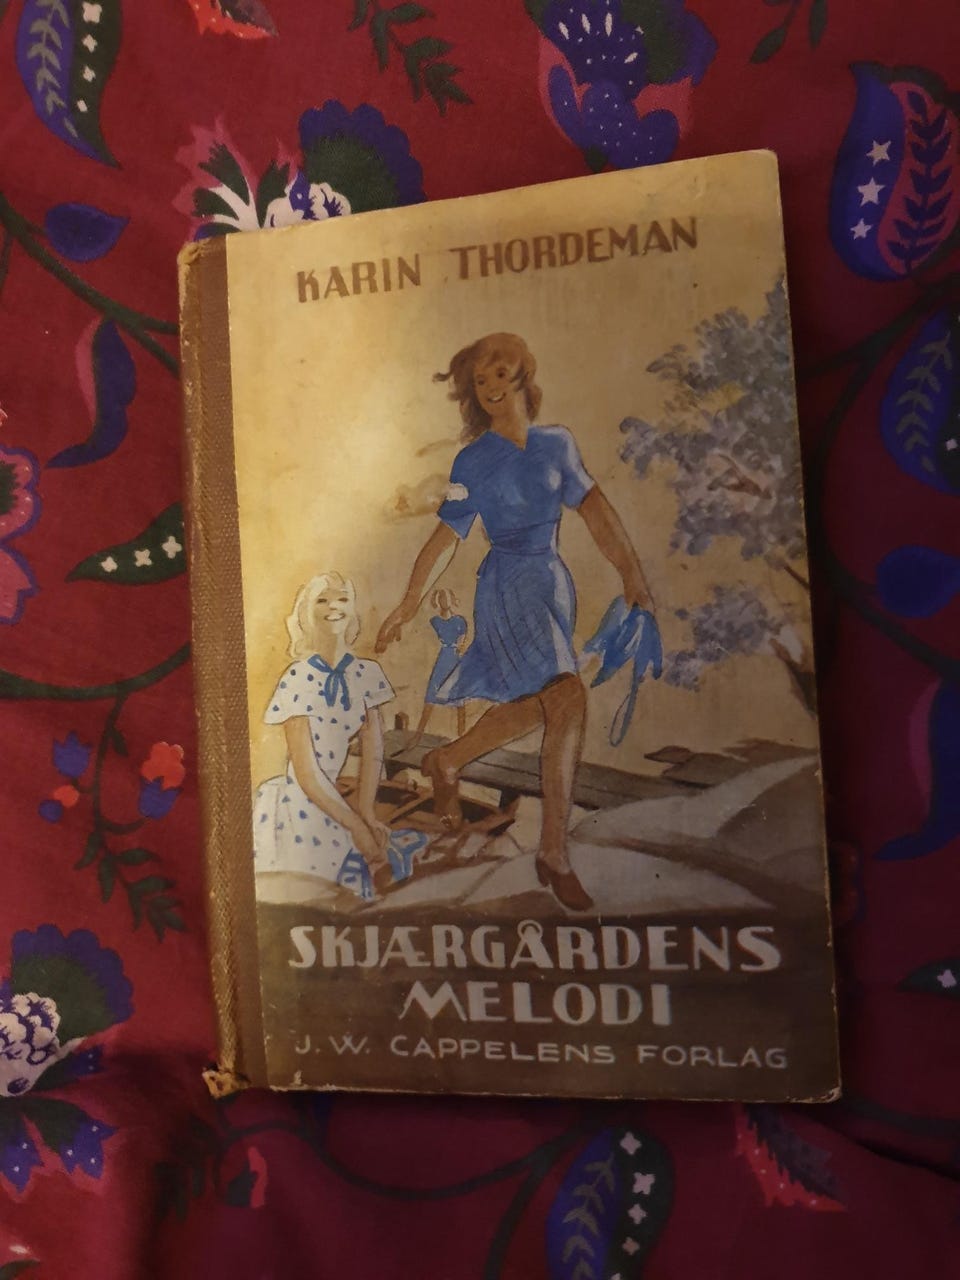 KARIN THORDEMAN
SKJÆRGÅRDENS
MELODI
J. W. CAPPELENS FORLAG